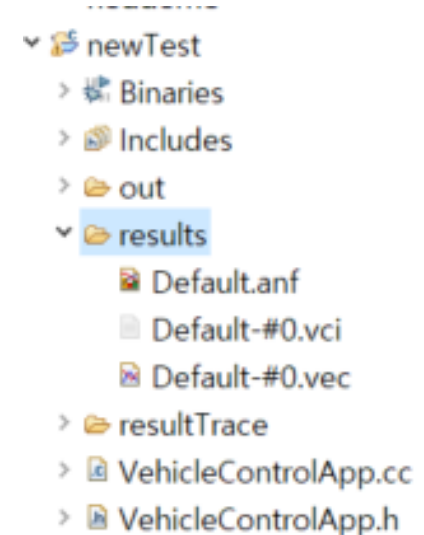 newTest
Binaries
Includes
out
results
Default.anf
Default-#0.vci
Default-#0.vec
resultTrace
VehicleControlApp.cc
VehicleControlApp.h